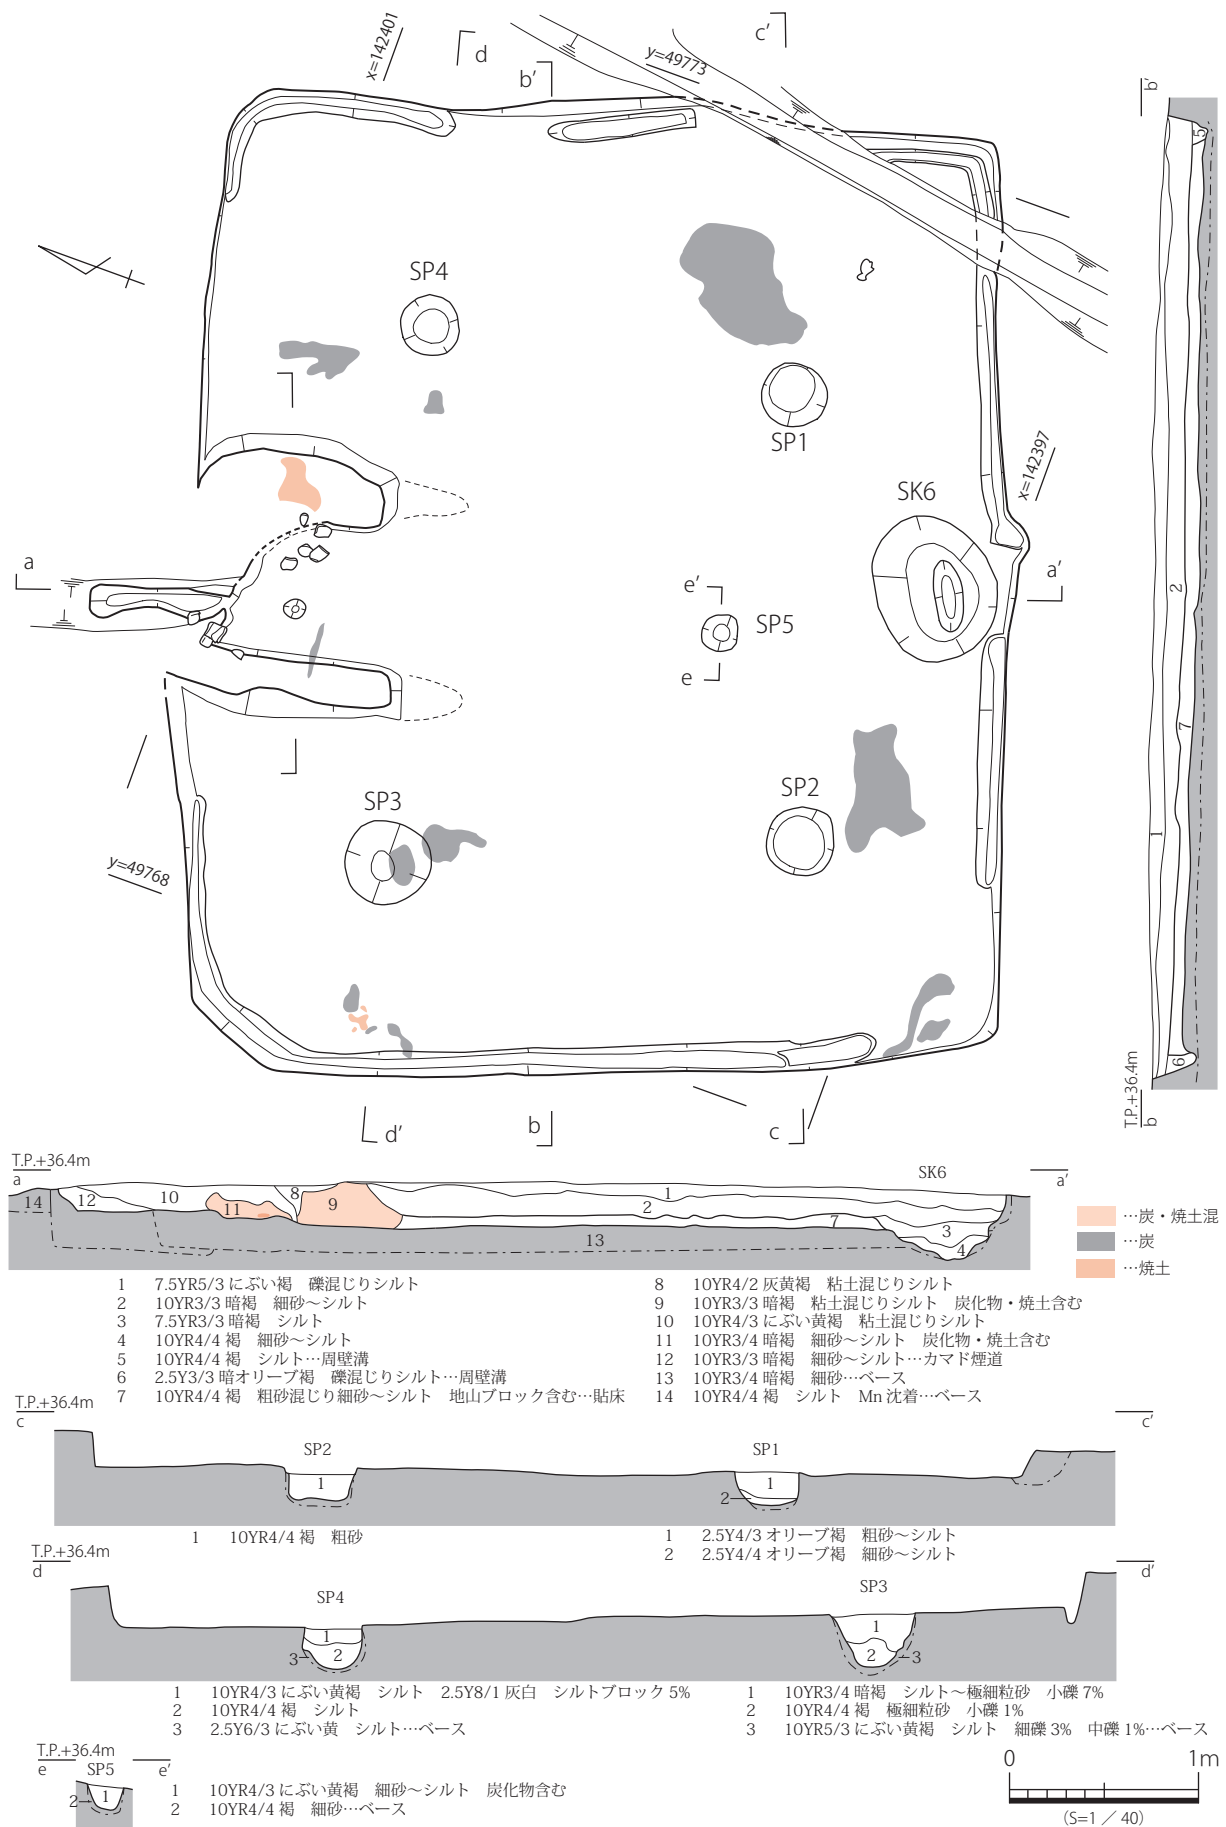 x=142401
d
b'
c'
y=49773
b'
5
SP4
SP1
x=142397
SK6
a
a'
e'
SP5
e
2
7
SP2
SP3
1
y=49768
6
T.P.+36.4m
b
d'
b
c
T.P.+36.4m
a
SK6
a'
14 12 10 11 8 9 1 2 7 3 4 13
…炭・焼土混
…炭
…焼土
1 7.5YR5/3 にぶい褐 礫混じりシルト
2 10YR3/3 暗褐 細砂～シルト
3 7.5YR3/3 暗褐 シルト
4 10YR4/4 褐 細砂～シルト
5 10YR4/4 褐 シルト…周壁溝
6 2.5Y3/3 暗オリーブ褐 礫混じりシルト…周壁溝
7 10YR4/4 褐 粗砂混じり細砂～シルト 地山ブロック含む…貼床
8 10YR4/2 灰黄褐 粘土混じりシルト
9 10YR3/3 暗褐 粘土混じりシルト 炭化物・焼土含む
10 10YR4/3 にぶい黄褐 粘土混じりシルト
11 10YR3/4 暗褐 細砂～シルト 炭化物・焼土含む
12 10YR3/3 暗褐 細砂～シルト…カマド煙道
13 10YR3/4 暗褐 細砂…ベース
14 10YR4/4 褐 シルト Mn 沈着…ベース
T.P.+36.4m
c
c'
SP2
SP1
1
1
2
1 10YR4/4 褐 粗砂
1 2.5Y4/3 オリーブ褐 粗砂～シルト
2 2.5Y4/4 オリーブ褐 細砂～シルト
T.P.+36.4m
d
d'
SP4
SP3
1
2
3
1
2
3
1 10YR4/3 にぶい黄褐 シルト 2.5Y8/1 灰白 シルトブロック 5%
2 10YR4/4 褐 シルト
3 2.5Y6/3 にぶい黄 シルト…ベース
1 10YR3/4 暗褐 シルト～極細粒砂 小礫 7%
2 10YR4/4 褐 極細粒砂 小礫 1%
3 10YR5/3 にぶい黄褐 シルト 細礫 3% 中礫 1%…ベース
T.P.+36.4m
e SP5 e'
2 1
1 10YR4/3 にぶい黄褐 細砂～シルト 炭化物含む
2 10YR4/4 褐 細砂…ベース
0 1m
(S=1／40)